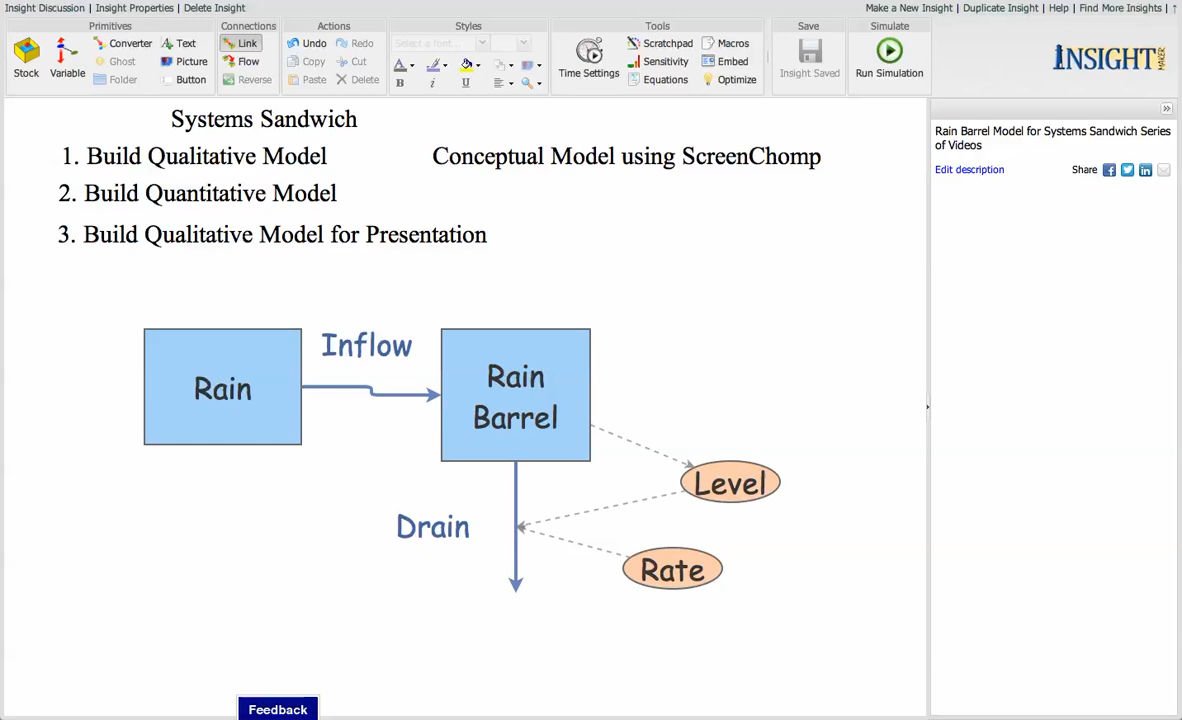 Insight Discussion | Insight Properties | Delete Insight
Make a New Insight | Duplicate Insight | Help | Find More Insights | ↑
Primitives
Connections
Actions
Styles
Tools
Save
Simulate
Stock
Variable
Converter
Text
Ghost
Picture
Folder
Button
Link
Flow
Reverse
Undo
Redo
Copy
Cut
Paste
Delete
Select a font...
A
B
i
U
Time Settings
Scratchpad
Macros
Sensitivity
Embed
Equations
Optimize
Insight Saved
Run Simulation
INSIGHT MAKER
Systems Sandwich
1. Build Qualitative Model
Conceptual Model using ScreenChomp
2. Build Quantitative Model
3. Build Qualitative Model for Presentation
Rain Barrel Model for Systems Sandwich Series
of Videos
Edit description
Share
Inflow
Rain
Rain
Barrel
Level
Drain
Rate
Feedback